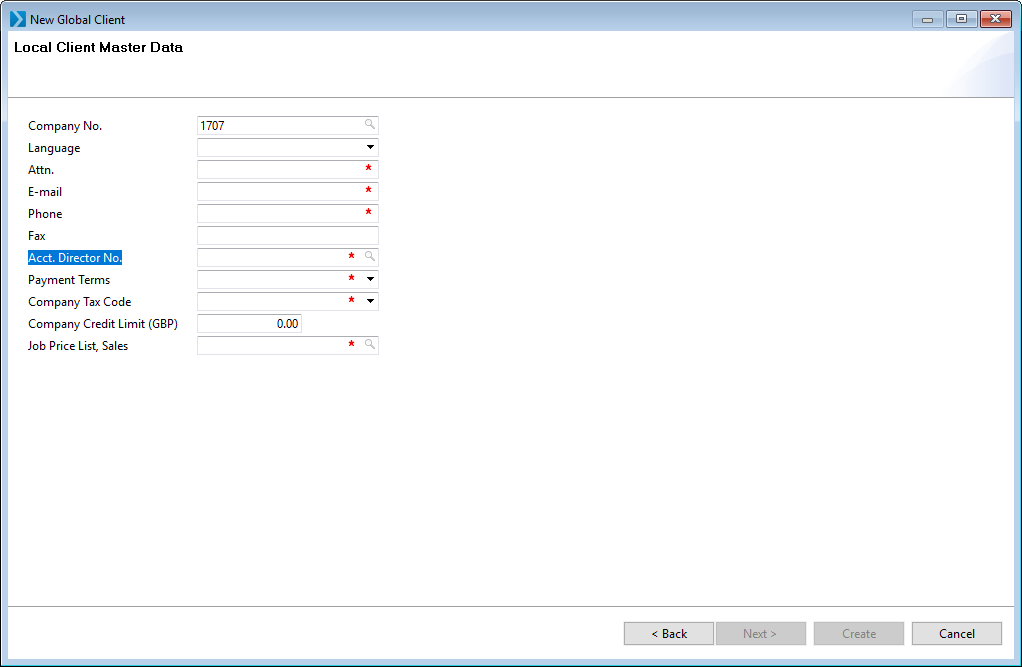 New Global Client
Local Client Master Data
Company No. 1707
Language
Attn. *
E-mail *
Phone *
Fax
Acct. Director No. *
Payment Terms *
Company Tax Code *
Company Credit Limit (GBP) 0.00
Job Price List, Sales *
< Back Next > Create Cancel